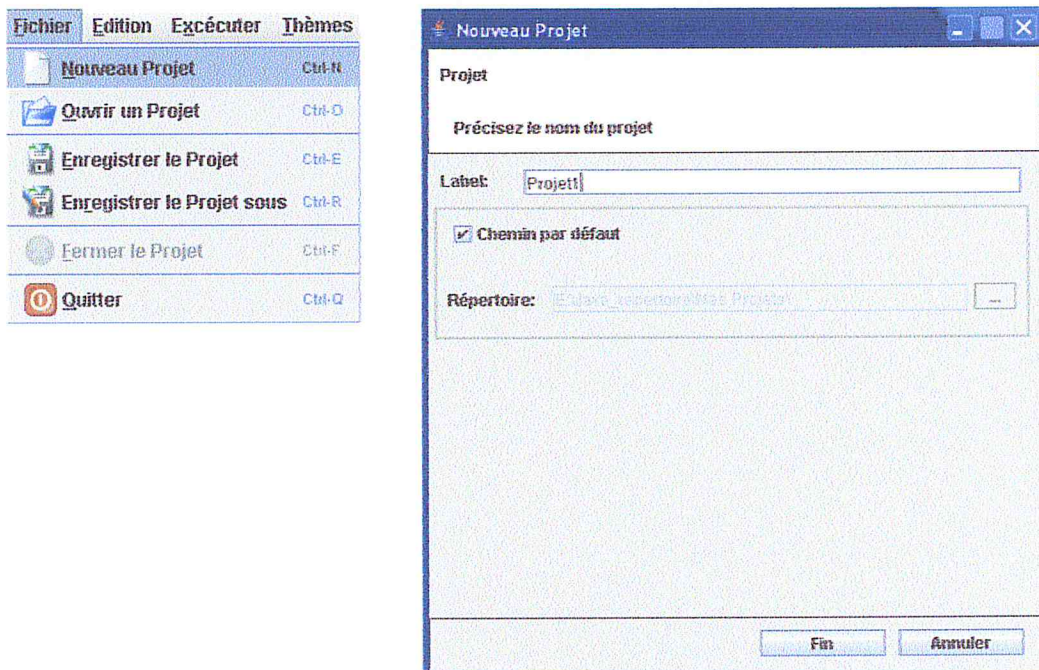 Fichier Edition Excécuter Thèmes
Nouveau Projet Ctrl-N
Ouvrir un Projet Ctrl-O
Enregistrer le Projet Ctrl-E
Enregistrer le Projet sous Ctrl-R
Fermer le Projet Ctrl-F
Quitter Ctrl-Q
Nouveau Projet
Projet
Précisez le nom du projet
Label: Projet1
Chemin par défaut
Répertoire: ...
Fin Annuler